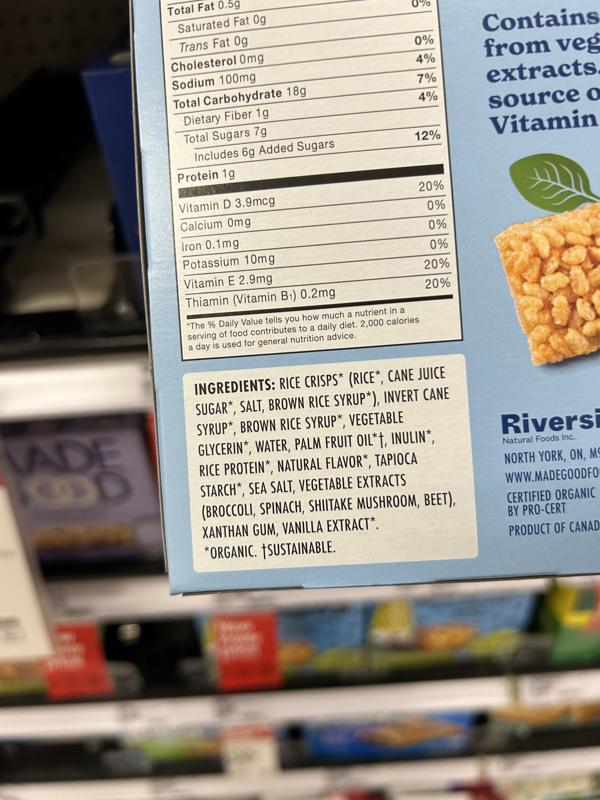 Total Fat 0.5g 0%
Saturated Fat 0g
Trans Fat 0g
Cholesterol 0mg 0%
Sodium 100mg 4%
Total Carbohydrate 18g 7%
Dietary Fiber 1g 4%
Total Sugars 7g
Includes 6g Added Sugars 12%
Protein 1g
Vitamin D 3.9mcg 20%
Calcium 0mg 0%
Iron 0.1mg 0%
Potassium 10mg 0%
Vitamin E 2.9mg 20%
Thiamin (Vitamin B₁) 0.2mg 20%
*The % Daily Value tells you how much a nutrient in a
serving of food contributes to a daily diet. 2,000 calories
a day is used for general nutrition advice.
INGREDIENTS: RICE CRISPS* (RICE*, CANE JUICE
SUGAR*, SALT, BROWN RICE SYRUP*), INVERT CANE
SYRUP*, BROWN RICE SYRUP*, VEGETABLE
GLYCERIN*, WATER, PALM FRUIT OIL*†, INULIN*,
RICE PROTEIN*, NATURAL FLAVOR*, TAPIOCA
STARCH*, SEA SALT, VEGETABLE EXTRACTS
(BROCCOLI, SPINACH, SHIITAKE MUSHROOM, BEET),
XANTHAN GUM, VANILLA EXTRACT*.
*ORGANIC. †SUSTAINABLE.
Contains
from veg
extracts.
source o
Vitamin
Riversi
Natural Foods Inc.
NORTH YORK, ON, M9
WWW.MADEGOODFO
CERTIFIED ORGANIC
BY PRO-CERT
PRODUCT OF CANAD